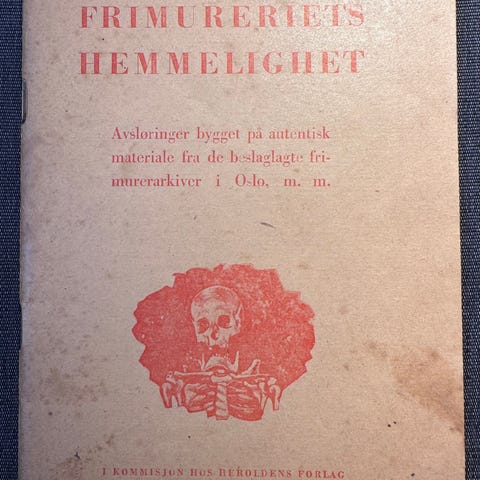 FRIMURERIETS
HEMMELIGHET
Avsløringer bygget på autentisk
materiale fra de beslaglagte fri-
murerarkiver i Oslo, m. m.
I KOMMISJON HOS HEROLDENS FORLAG